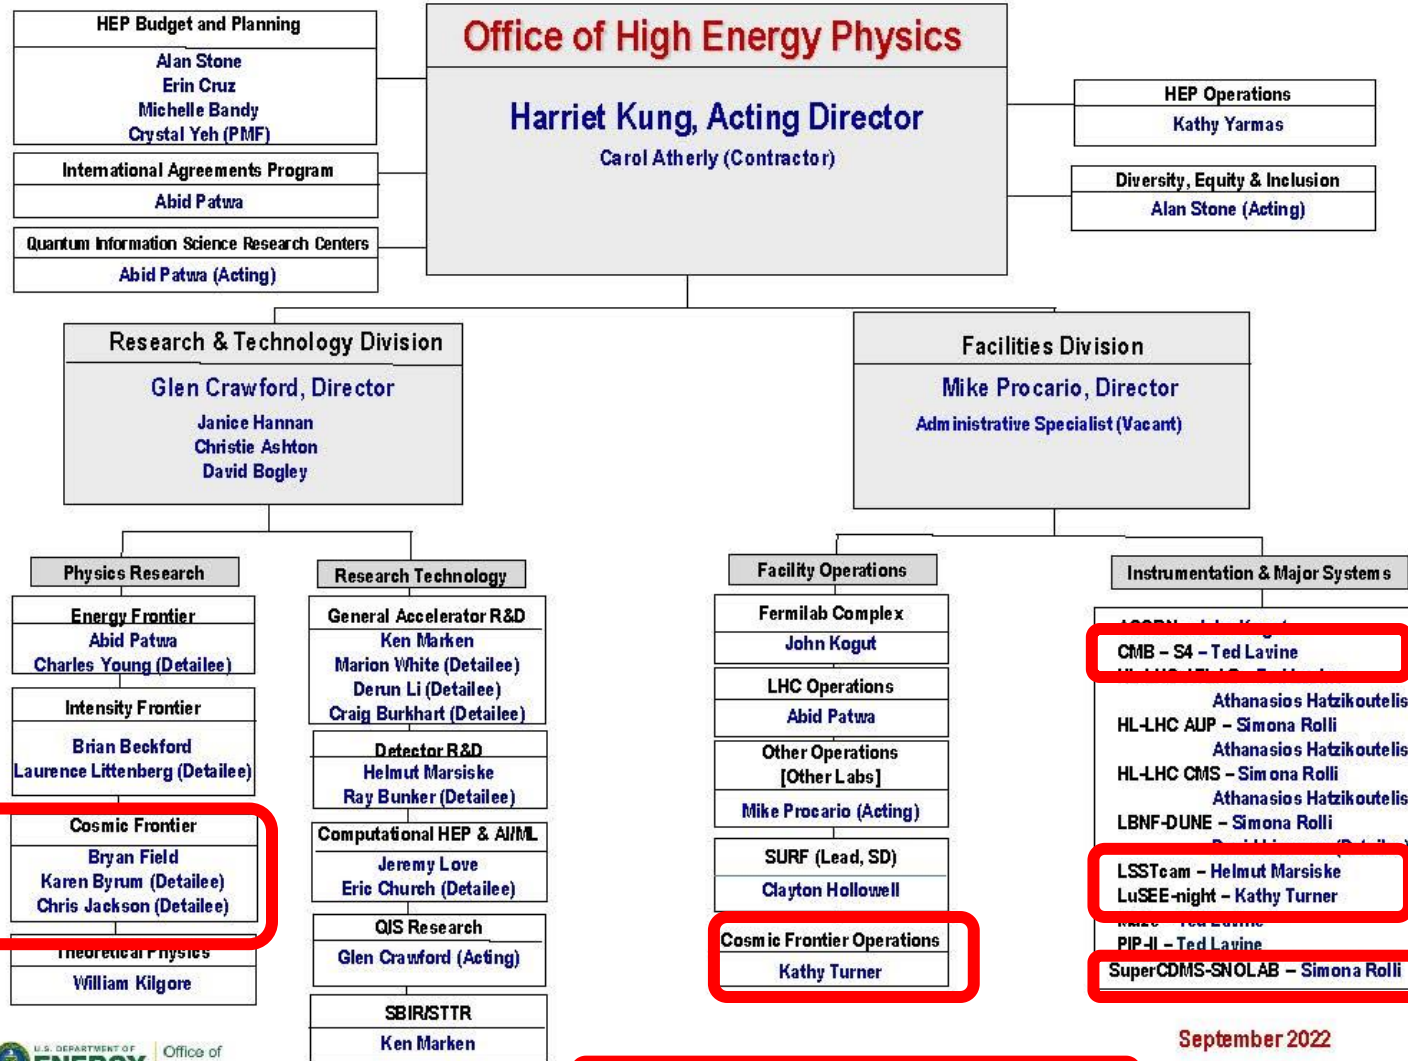 HEP Budget and Planning
Alan Stone
Erin Cruz
Michelle Bandy
Crystal Yeh (PMF)
International Agreements Program
Abid Patwa
Quantum Information Science Research Centers
Abid Patwa (Acting)
Office of High Energy Physics
Harriet Kung, Acting Director
Carol Atherly (Contractor)
HEP Operations
Kathy Yarmas
Diversity, Equity & Inclusion
Alan Stone (Acting)
Research & Technology Division
Glen Crawford, Director
Janice Hannan
Christie Ashton
David Bogley
Facilities Division
Mike Procario, Director
Administrative Specialist (Vacant)
Physics Research
Energy Frontier
Abid Patwa
Charles Young (Detailee)
Intensity Frontier
Brian Beckford
Laurence Littenberg (Detailee)
Cosmic Frontier
Bryan Field
Karen Byrum (Detailee)
Chris Jackson (Detailee)
Theoretical Physics
William Kilgore
Research Technology
General Accelerator R&D
Ken Marken
Marion White (Detailee)
Derun Li (Detailee)
Craig Burkhart (Detailee)
Detector R&D
Helmut Marsiske
Ray Bunker (Detailee)
Computational HEP & AI/ML
Jeremy Love
Eric Church (Detailee)
QIS Research
Glen Crawford (Acting)
SBIR/STTR
Ken Marken
Facility Operations
Fermilab Complex
John Kogut
LHC Operations
Abid Patwa
Other Operations
[Other Labs]
Mike Procario (Acting)
SURF (Lead, SD)
Clayton Hollowell
Cosmic Frontier Operations
Kathy Turner
Instrumentation & Major Systems
CMB – S4 – Ted Lavine
Athanasios Hatzikoutelis
HL-LHC AUP – Simona Rolli
Athanasios Hatzikoutelis
HL-LHC CMS – Simona Rolli
Athanasios Hatzikoutelis
LBNF-DUNE – Simona Rolli
LSSTcam – Helmut Marsiske
LuSEE-night – Kathy Turner
PIP-II – Ted Lavine
SuperCDMS-SNOLAB – Simona Rolli
September 2022
U.S. DEPARTMENT OF
ENERGY
Office of